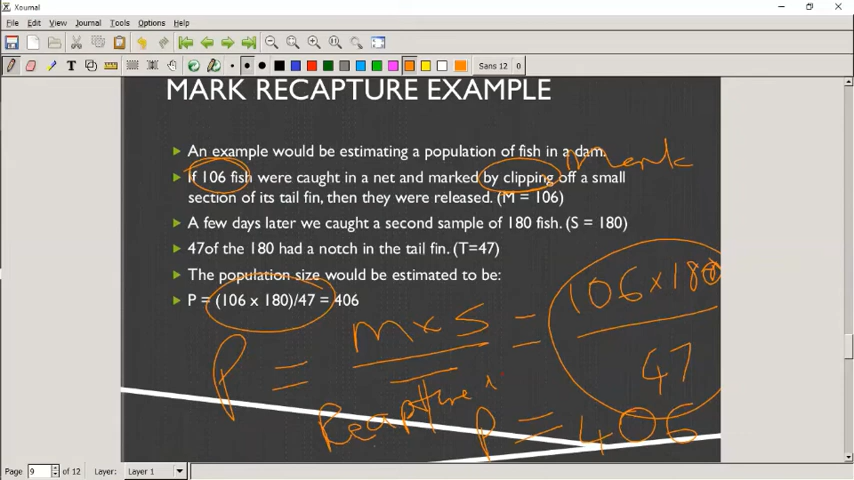 Xournal
File Edit View Journal Tools Options Help
Sans 12 0
MARK RECAPTURE EXAMPLE
An example would be estimating a population of fish in a dam.
mark
If 106 fish were caught in a net and marked by clipping off a small
section of its tail fin, then they were released. (M = 106)
A few days later we caught a second sample of 180 fish. (S = 180)
47of the 180 had a notch in the tail fin. (T=47)
The population size would be estimated to be:
P = (106 x 180)/47 = 406
P = m x S = 106 x 180
47
Recapture
P = 406
Page 9 of 12 Layer: Layer 1